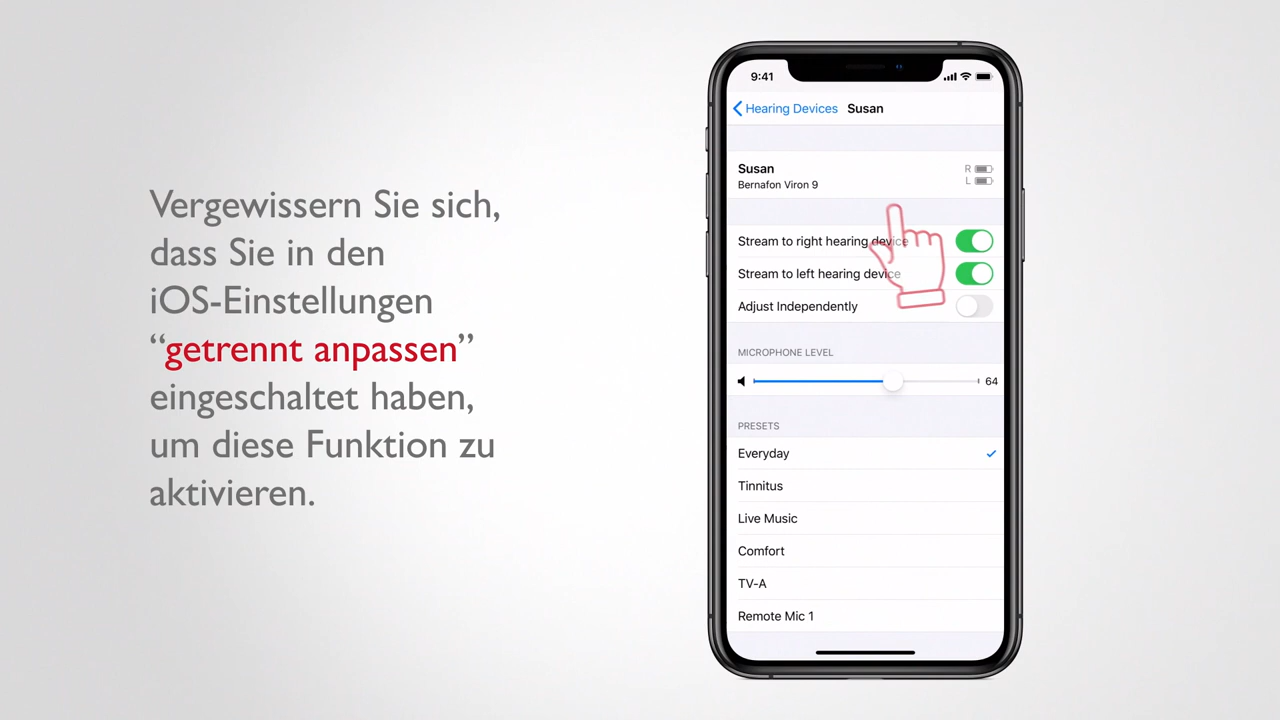 Vergewissern Sie sich,
dass Sie in den
iOS-Einstellungen
“getrennt anpassen”
eingeschaltet haben,
um diese Funktion zu
aktivieren.
9:41
Hearing Devices Susan
Susan
Bernafon Viron 9
R
L
Stream to right hearing device
Stream to left hearing device
Adjust Independently
MICROPHONE LEVEL
64
PRESETS
Everyday
Tinnitus
Live Music
Comfort
TV-A
Remote Mic 1